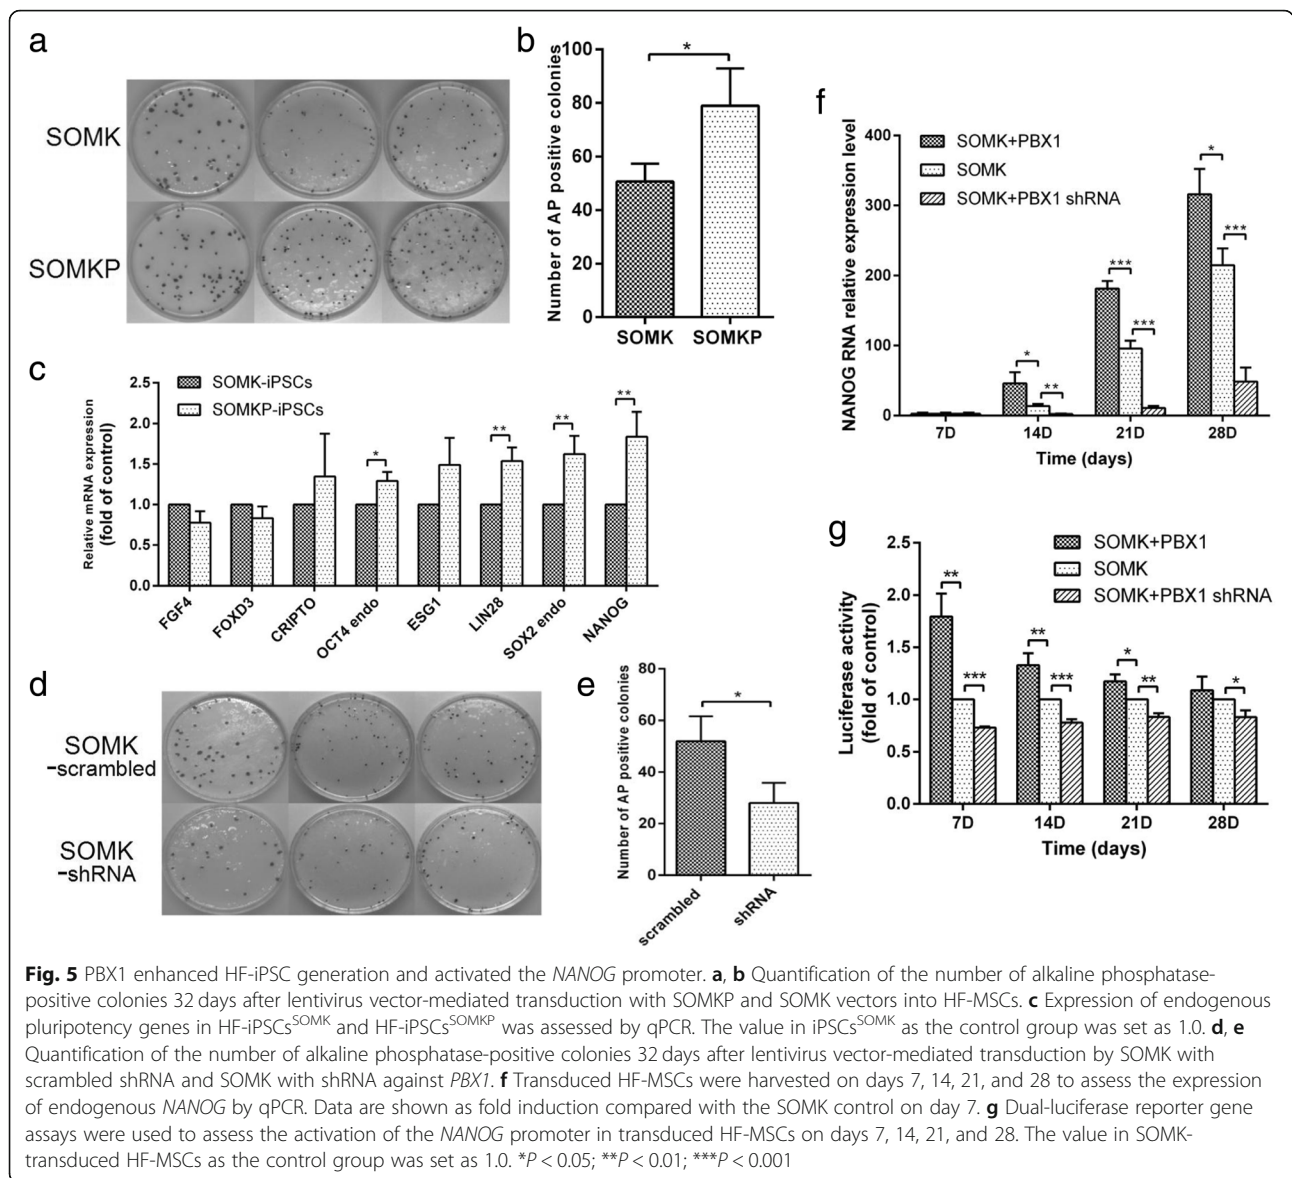 a
SOMK
SOMKP
b
Number of AP positive colonies
100
80
60
40
20
0
*
SOMK SOMKP
c
Relative mRNA expression
(fold of control)
2.5
2.0
1.5
1.0
0.5
0.0
SOMK-iPSCs
SOMKP-iPSCs
*
**
**
**
FGF4
FOXD3
CRIPTO
OCT4 endo
ESG1
LIN28
SOX2 endo
NANOG
d
SOMK
-scrambled
SOMK
-shRNA
e
Number of AP positive colonies
80
60
40
20
0
*
scrambled
shRNA
f
NANOG RNA relative expression level
400
300
200
100
0
SOMK+PBX1
SOMK
SOMK+PBX1 shRNA
*
**
***
***
*
***
7D 14D 21D 28D
Time (days)
g
Luciferase activity
(fold of control)
2.5
2.0
1.5
1.0
0.5
0.0
SOMK+PBX1
SOMK
SOMK+PBX1 shRNA
**
***
**
***
*
**
*
7D 14D 21D 28D
Time (days)
Fig. 5 PBX1 enhanced HF-iPSC generation and activated the NANOG promoter. a, b Quantification of the number of alkaline phosphatase-
positive colonies 32 days after lentivirus vector-mediated transduction with SOMKP and SOMK vectors into HF-MSCs. c Expression of endogenous
pluripotency genes in HF-iPSCsSOMK and HF-iPSCsSOMKP was assessed by qPCR. The value in iPSCsSOMK as the control group was set as 1.0. d, e
Quantification of the number of alkaline phosphatase-positive colonies 32 days after lentivirus vector-mediated transduction by SOMK with
scrambled shRNA and SOMK with shRNA against PBX1. f Transduced HF-MSCs were harvested on days 7, 14, 21, and 28 to assess the expression
of endogenous NANOG by qPCR. Data are shown as fold induction compared with the SOMK control on day 7. g Dual-luciferase reporter gene
assays were used to assess the activation of the NANOG promoter in transduced HF-MSCs on days 7, 14, 21, and 28. The value in SOMK-
transduced HF-MSCs as the control group was set as 1.0. *P < 0.05; **P < 0.01; ***P < 0.001